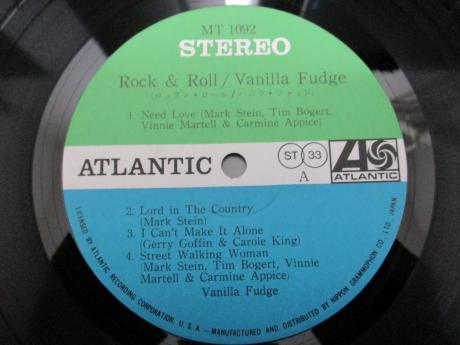 MT 1092
STEREO
Rock & Roll / Vanilla Fudge
(ロックン・ロール/バニラ・ファッジ)
1. Need Love (Mark Stein, Tim Bogert,
Vinnie Martell & Carmine Appice)
ATLANTIC
ST 33
A
ATLANTIC
2. Lord in The Country
(Mark Stein)
3. I Can't Make It Alone
(Gerry Goffin & Carole King)
4. Street Walking Woman
(Mark Stein, Tim Bogert, Vinnie
Martell & Carmine Appice)
Vanilla Fudge
LICENSED BY ATLANTIC RECORDING CORPORATION, U.S.A.—MANUFACTURED AND DISTRIBUTED BY NIPPON GRAMMOPHON CO., LTD. JAPAN